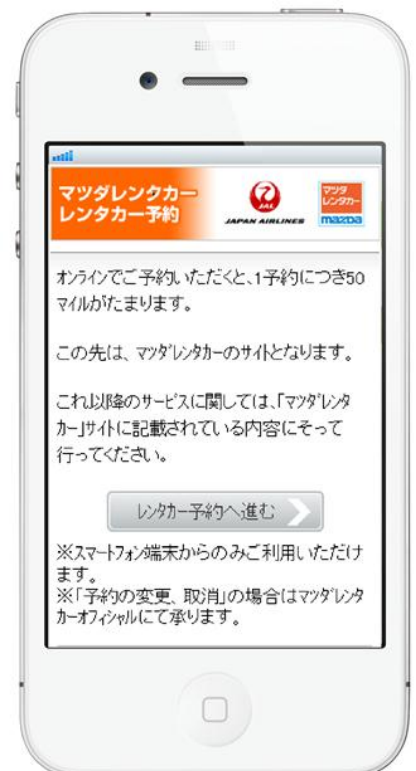 マツダレンタカー
レンタカー予約
JAL
JAPAN AIRLINES
マツダ
レンタカー
mazda
オンラインでご予約いただくと、1予約につき50
マイルがたまります。
この先は、マツダレンタカーのサイトとなります。
これ以降のサービスに関しては、「マツダレンタ
カー」サイトに記載されている内容にそって
行ってください。
レンタカー予約へ進む
※スマートフォン端末からのみご利用いただけ
ます。
※「予約の変更、取消」の場合はマツダレンタ
カーオフィシャルにて承ります。